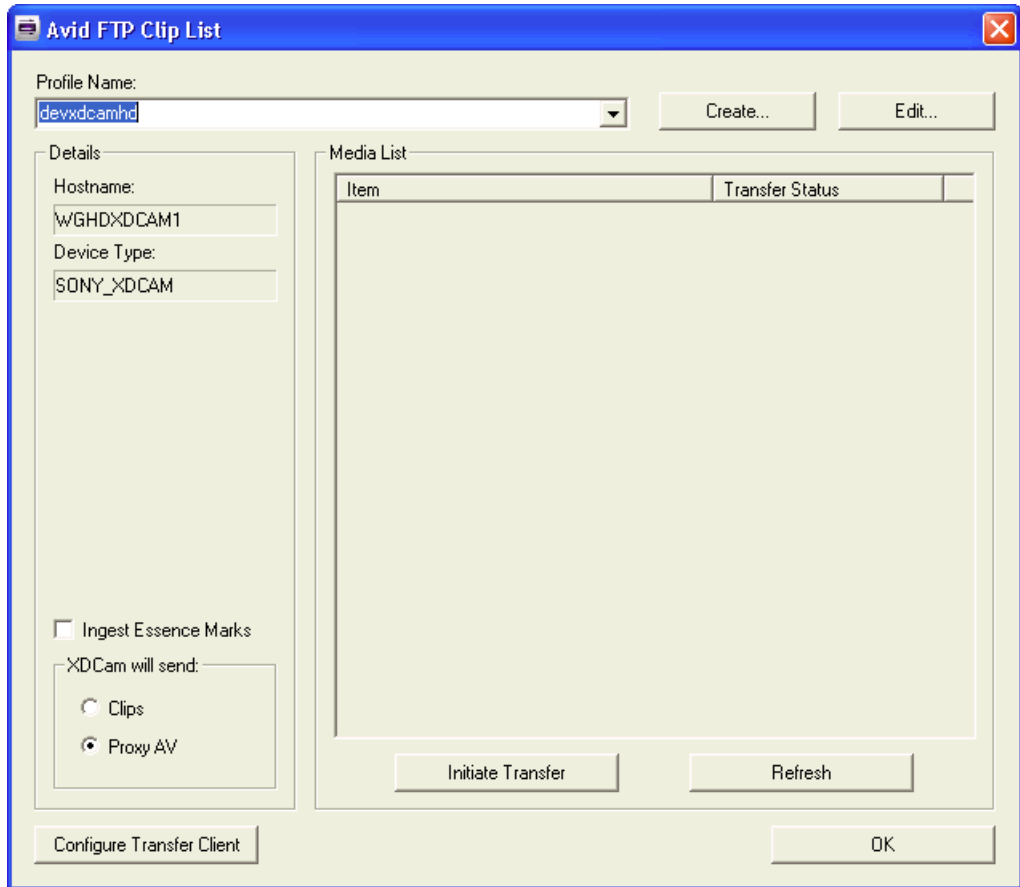 Avid FTP Clip List
Profile Name:
devxdcamhd
Create...
Edit...
Details
Hostname:
WGHDXDCAM1
Device Type:
SONY_XDCAM
Ingest Essence Marks
XDCam will send:
Clips
Proxy AV
Media List
Item Transfer Status
Initiate Transfer
Refresh
Configure Transfer Client
OK